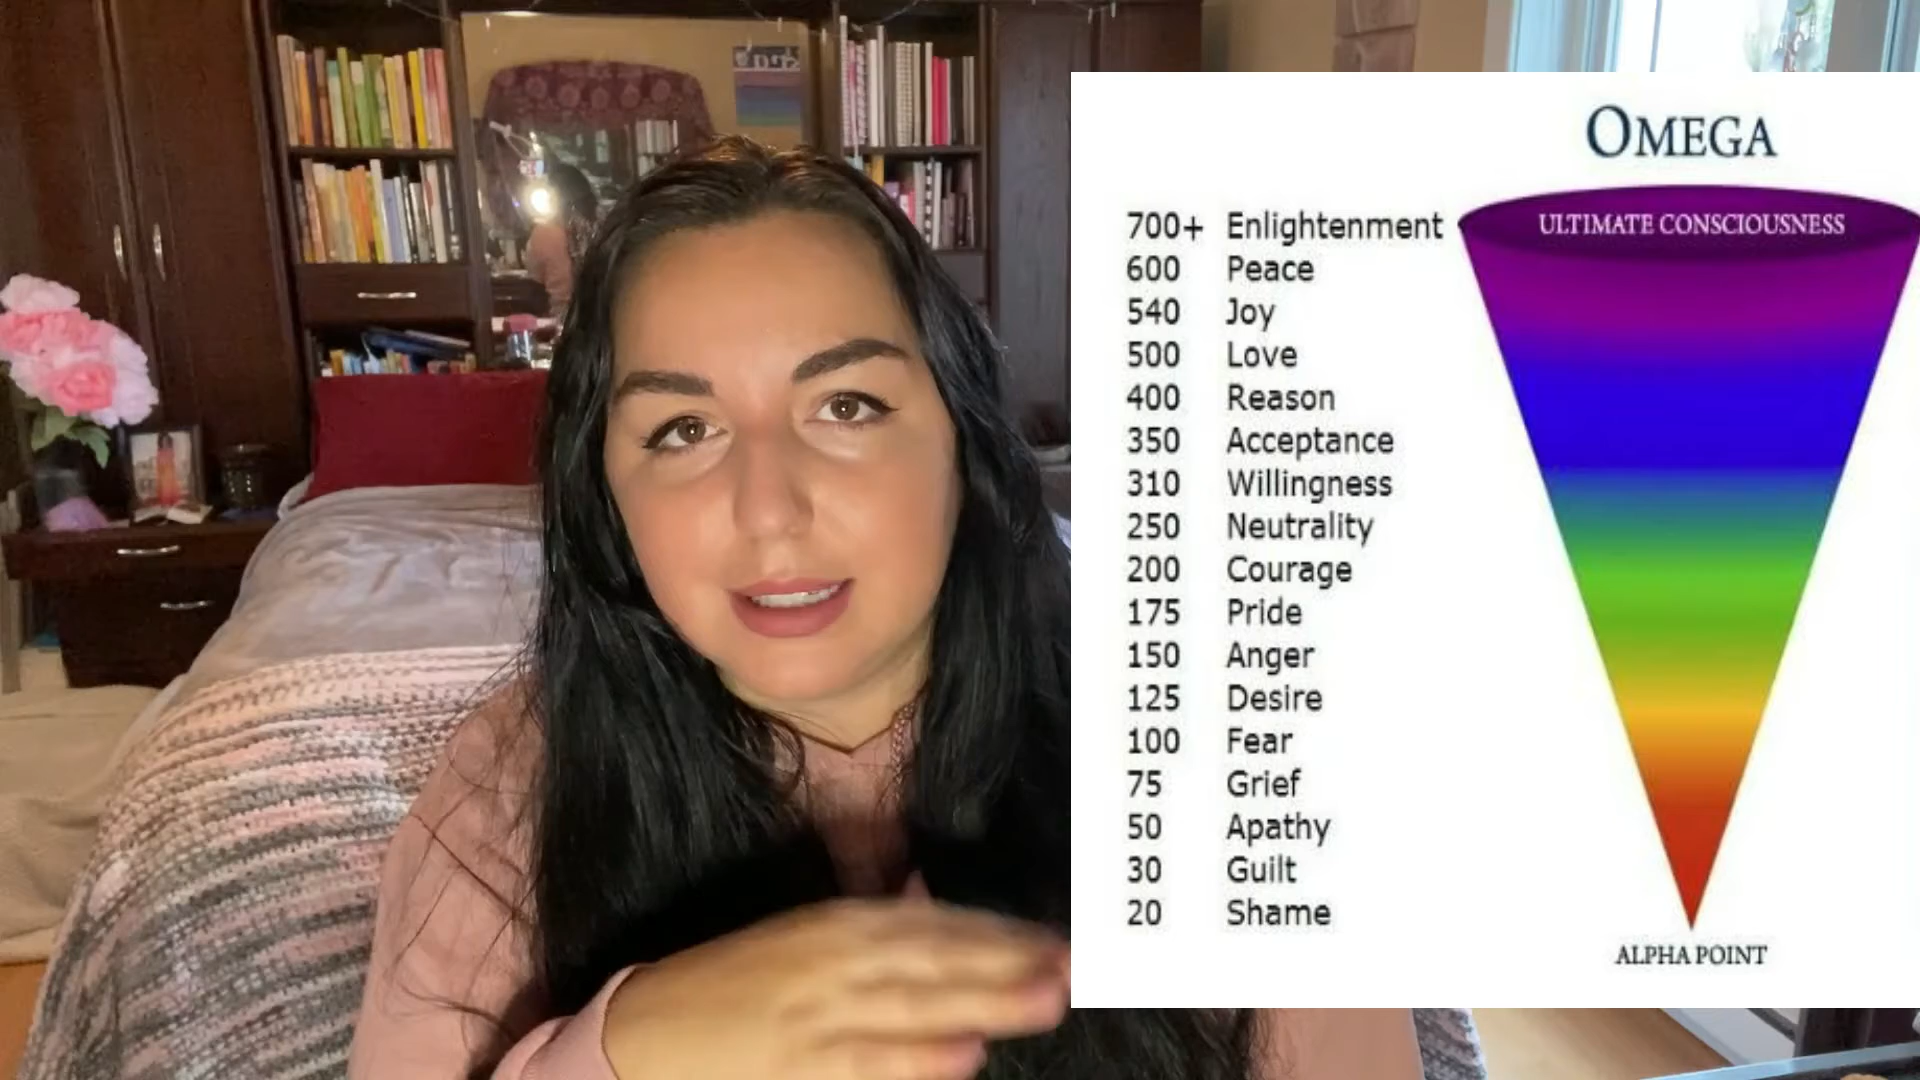 OMEGA
ULTIMATE CONSCIOUSNESS
700+ Enlightenment
600 Peace
540 Joy
500 Love
400 Reason
350 Acceptance
310 Willingness
250 Neutrality
200 Courage
175 Pride
150 Anger
125 Desire
100 Fear
75 Grief
50 Apathy
30 Guilt
20 Shame
ALPHA POINT